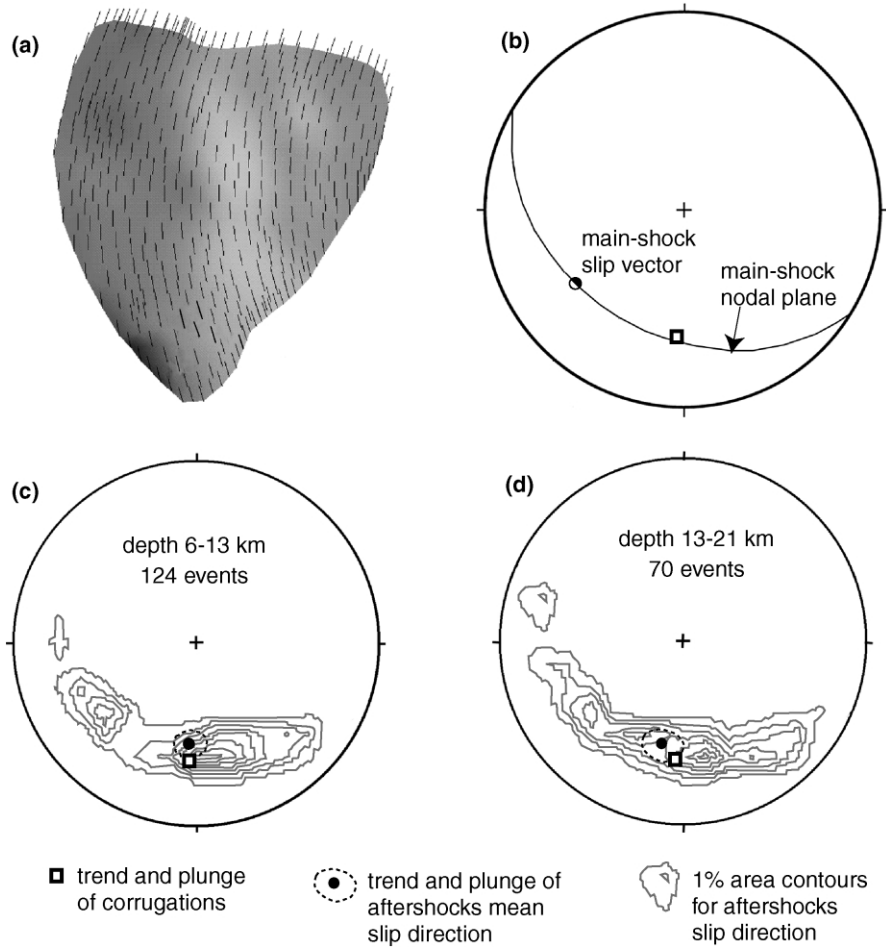 (a)
(b)
main-shock
slip vector
main-shock
nodal plane
(c)
depth 6-13 km
124 events
(d)
depth 13-21 km
70 events
trend and plunge
of corrugations
trend and plunge of
aftershocks mean
slip direction
1% area contours
for aftershocks
slip direction